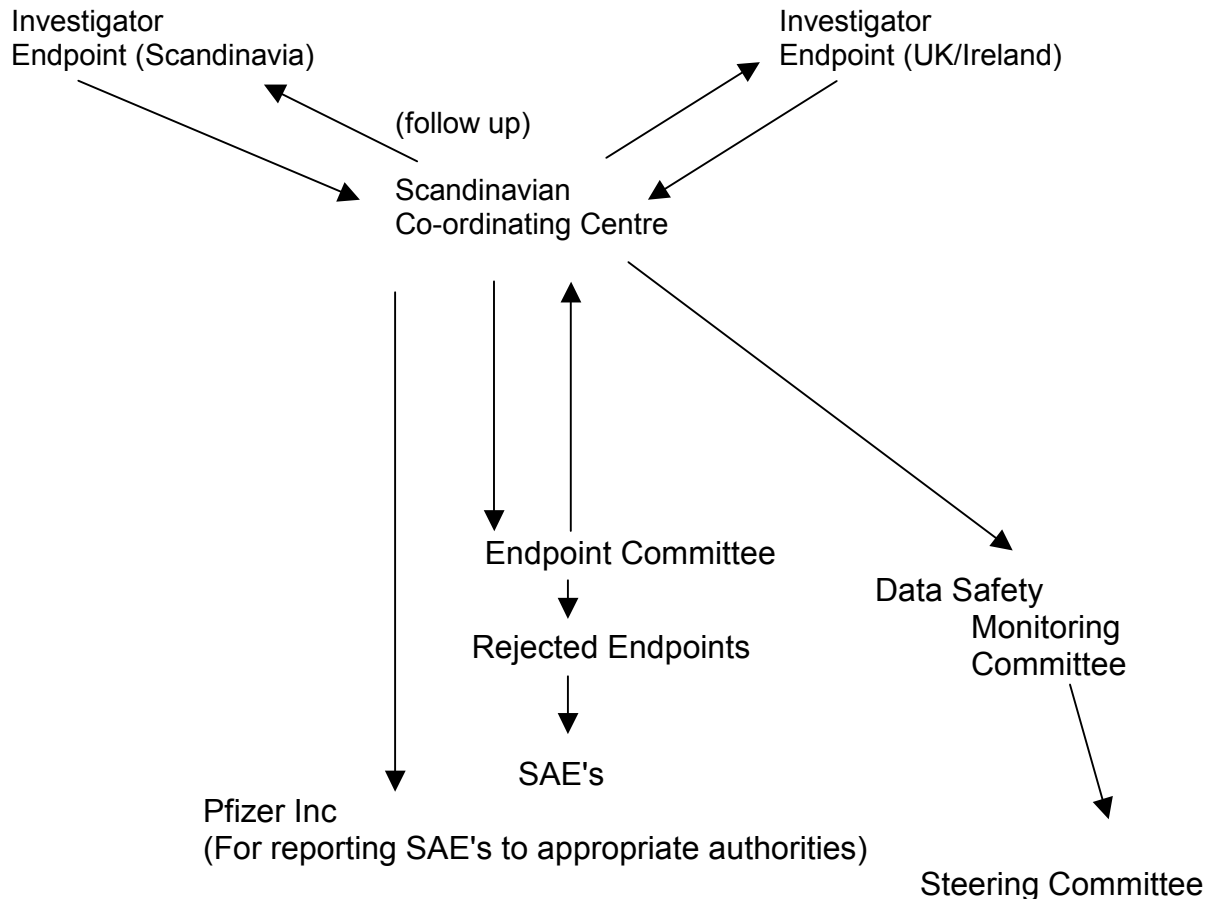 Investigator
Endpoint (Scandinavia)
Investigator
Endpoint (UK/Ireland)
(follow up)
Scandinavian
Co-ordinating Centre
Endpoint Committee
Data Safety
Monitoring
Committee
Rejected Endpoints
SAE's
Pfizer Inc
(For reporting SAE's to appropriate authorities)
Steering Committee